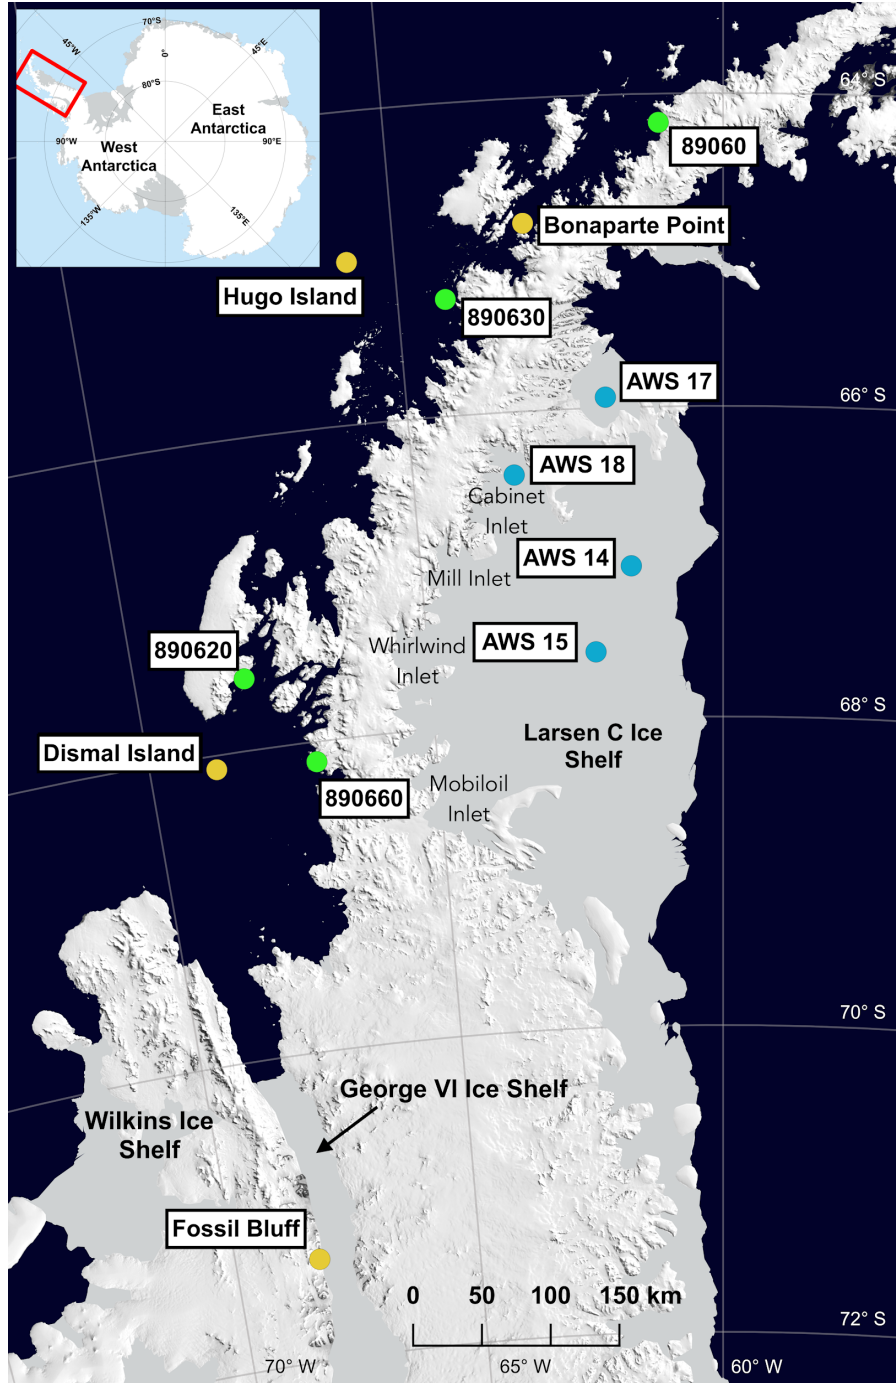 70°S
45°W
0°
45°E
80°S
East
Antarctica
90°W
West
Antarctica
90°E
135°W
135°E
64° S
89060
Bonaparte Point
Hugo Island
890630
AWS 17
66° S
AWS 18
Cabinet
Inlet
AWS 14
Mill Inlet
890620
Whirlwind
Inlet
AWS 15
68° S
Larsen C Ice
Shelf
Dismal Island
890660
Mobiloil
Inlet
70° S
George VI Ice Shelf
Wilkins Ice
Shelf
Fossil Bluff
0 50 100 150 km
72° S
70° W
65° W
60° W